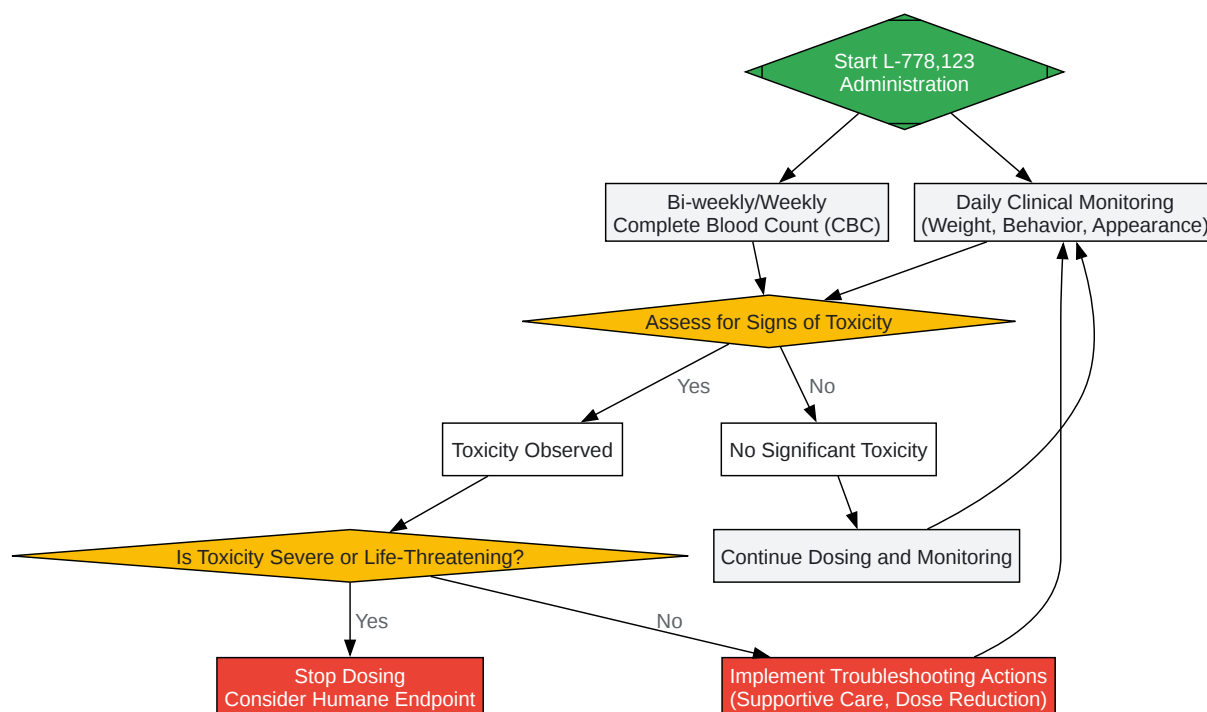 Start L-778,123
Administration
Bi-weekly/Weekly
Complete Blood Count (CBC)
Daily Clinical Monitoring
(Weight, Behavior, Appearance)
Assess for Signs of Toxicity
Yes
No
Toxicity Observed
No Significant Toxicity
Is Toxicity Severe or Life-Threatening?
Continue Dosing and Monitoring
Yes
No
Stop Dosing
Consider Humane Endpoint
Implement Troubleshooting Actions
(Supportive Care, Dose Reduction)